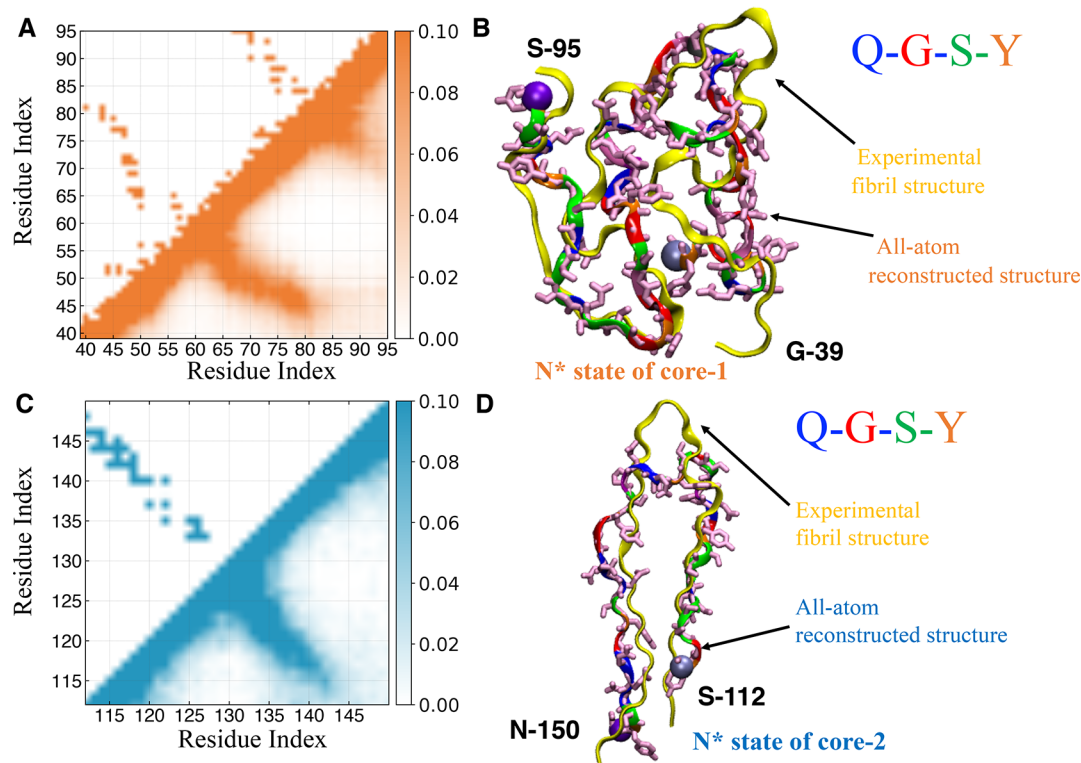 A
95
90
85
80
75
70
65
60
55
50
45
40
40 45 50 55 60 65 70 75 80 85 90 95
Residue Index
Residue Index
0.10
0.08
0.06
0.04
0.02
0.00
B
S-95
Q-G-S-Y
Experimental
fibril structure
All-atom
reconstructed structure
G-39
N* state of core-1
C
145
140
135
130
125
120
115
115 120 125 130 135 140 145
Residue Index
Residue Index
0.10
0.08
0.06
0.04
0.02
0.00
D
Q-G-S-Y
Experimental
fibril structure
All-atom
reconstructed structure
S-112
N-150
N* state of core-2